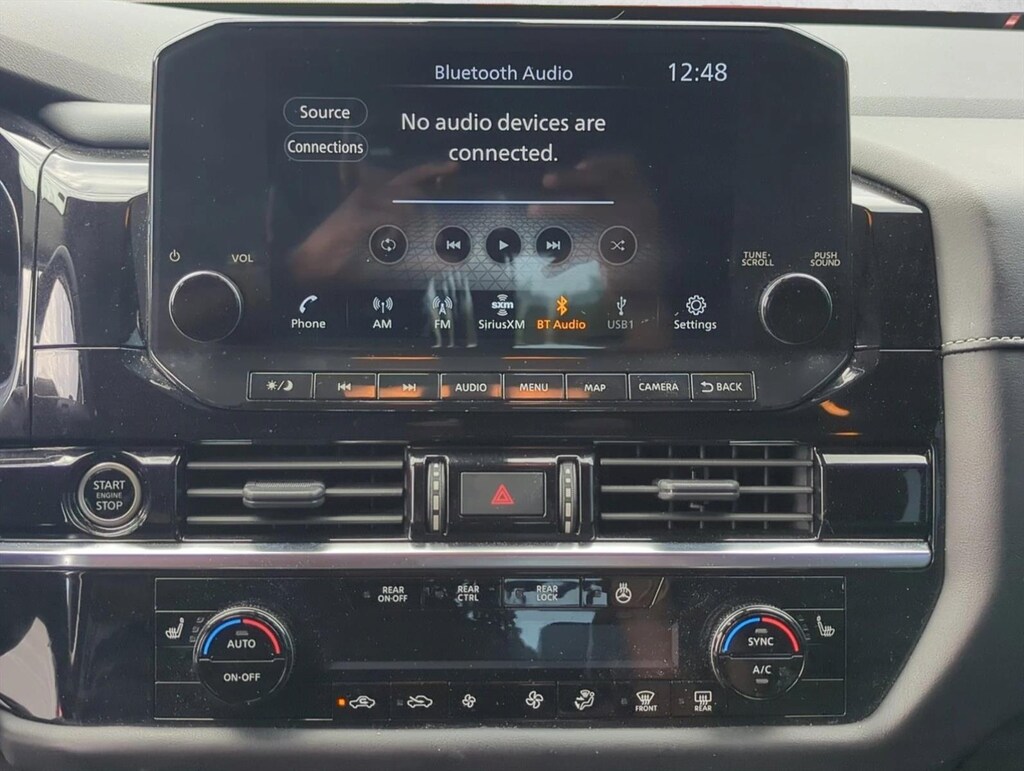 Bluetooth Audio
12:48
Source
No audio devices are
connected.
Connections
VOL
TUNE-
SCROLL
PUSH
SOUND
Phone
AM
FM
sxm
SiriusXM
BT Audio
USB1
Settings
AUDIO
MENU
MAP
CAMERA
BACK
START
ENGINE
STOP
REAR
ON·OFF
REAR
CTRL
REAR
LOCK
AUTO
ON·OFF
SYNC
A/C
FRONT
REAR